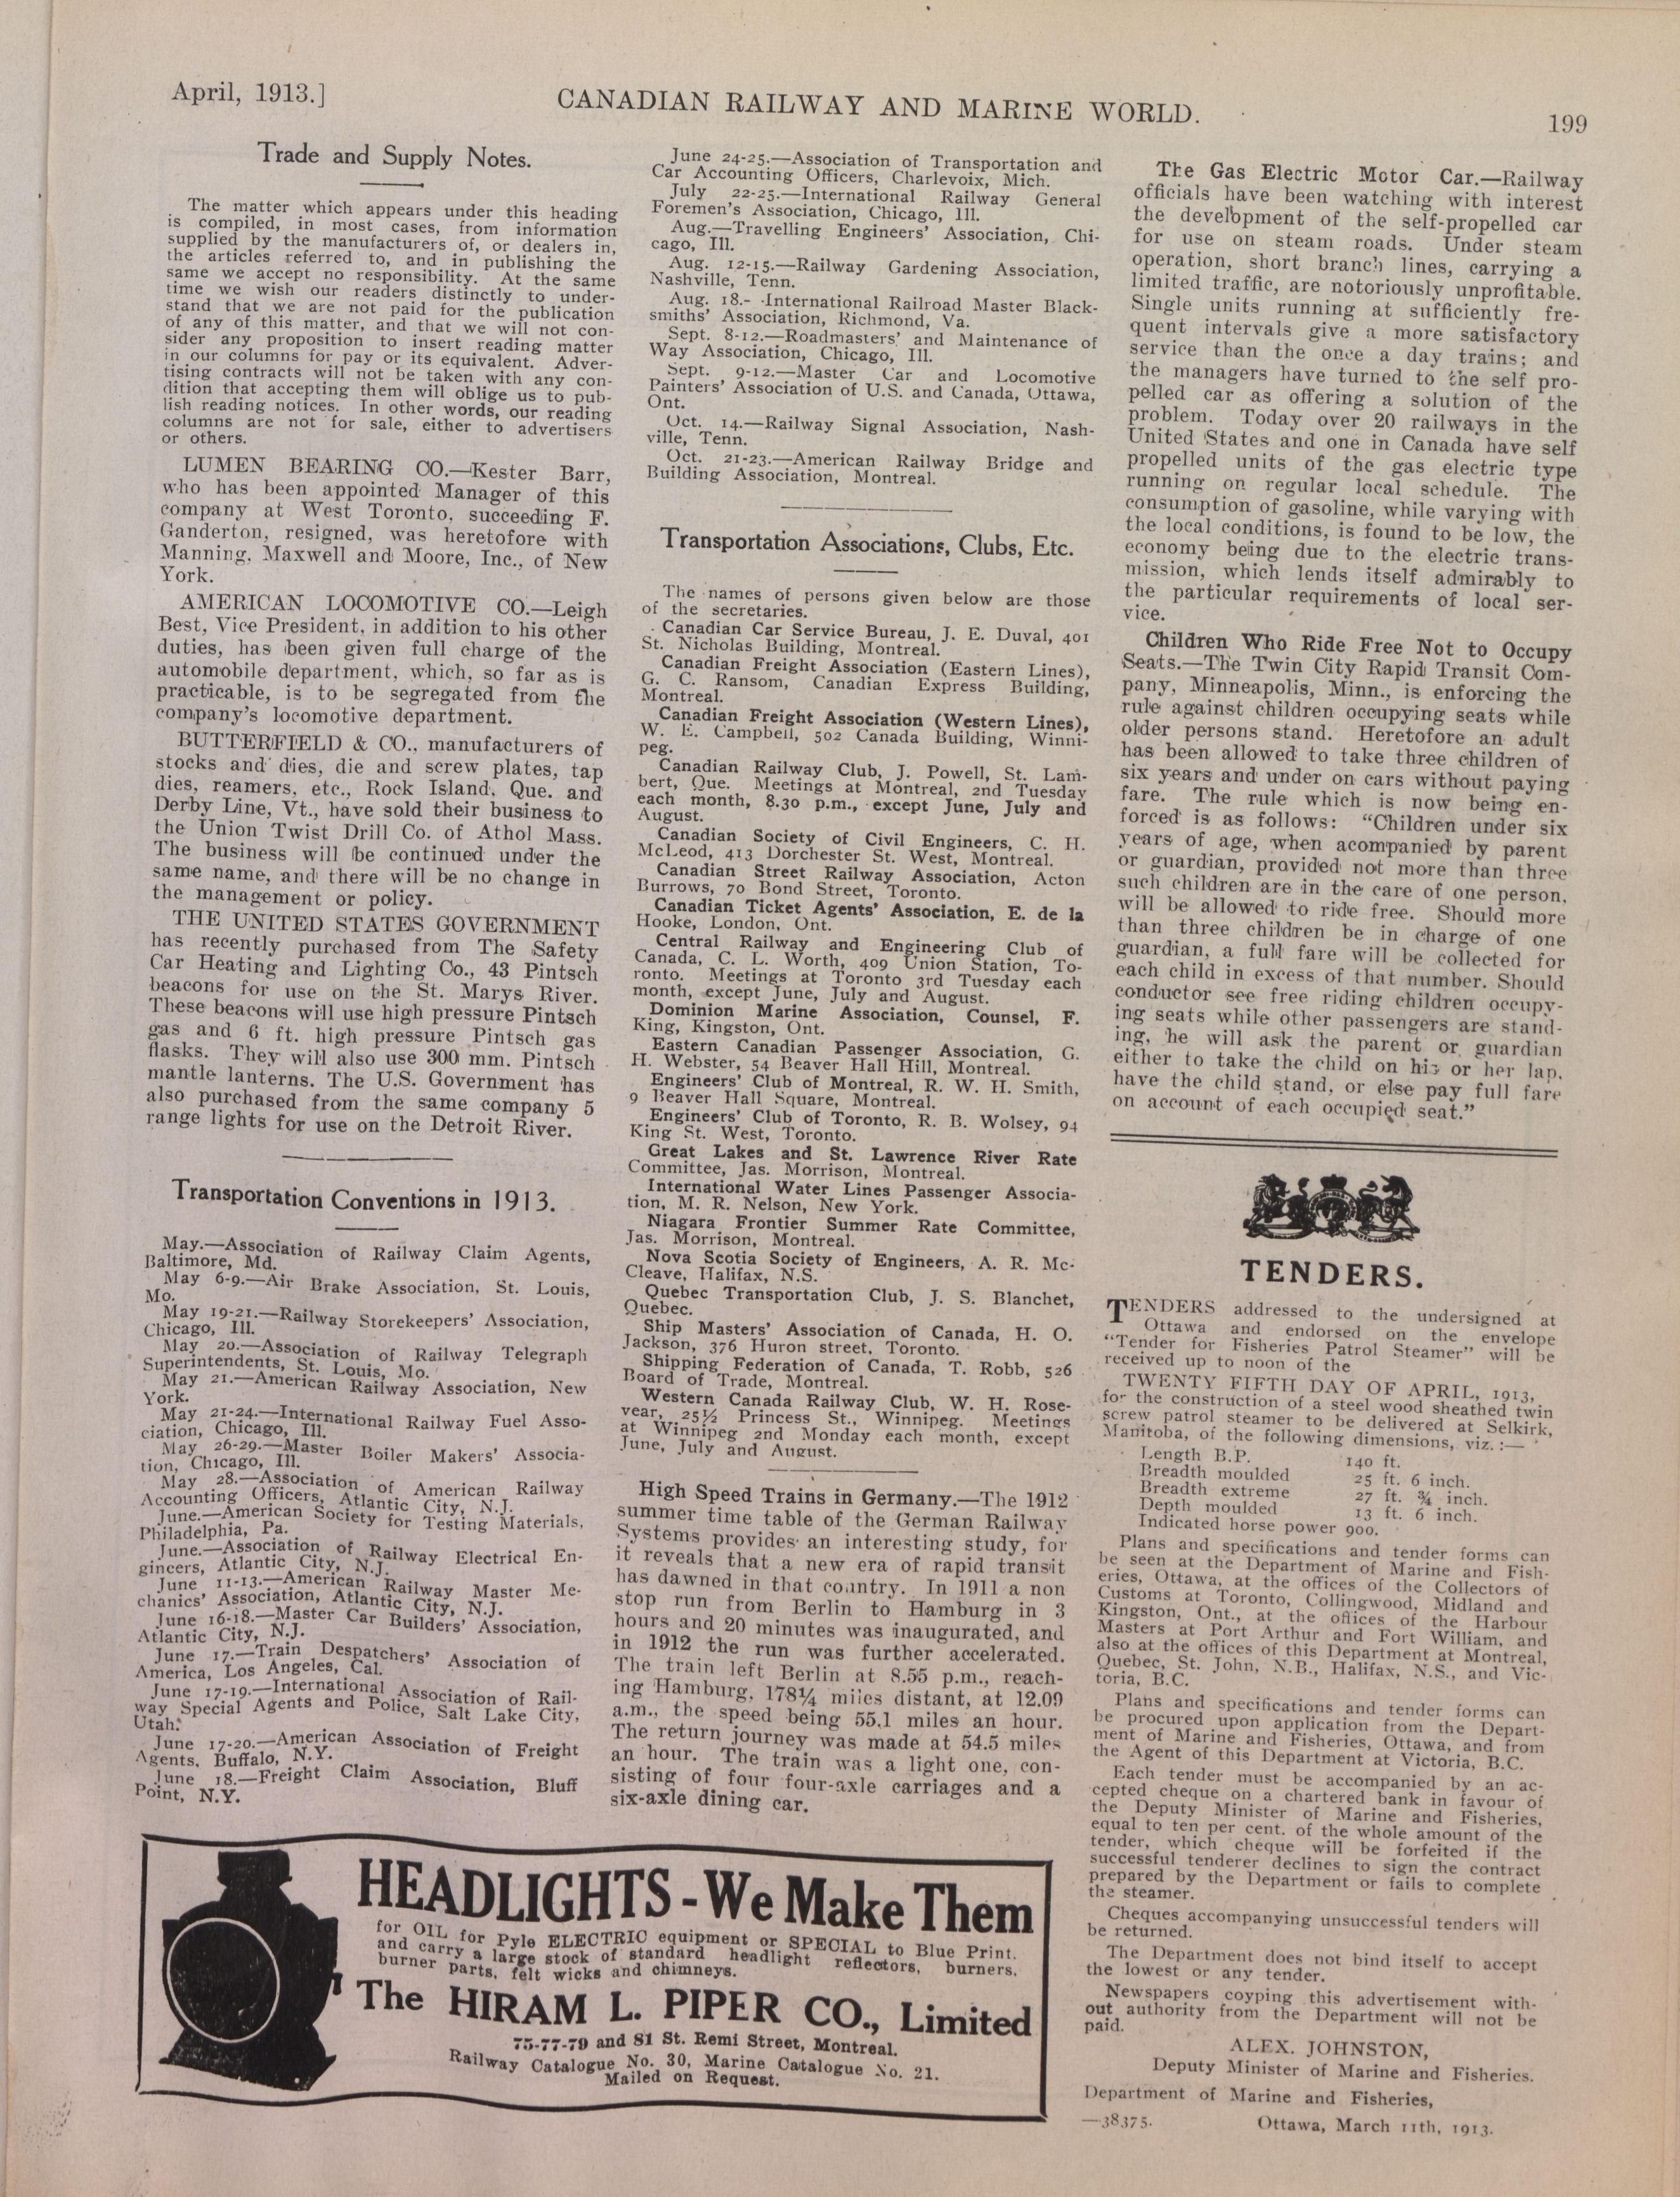 April, 1913.]
CANADIAN RAILWAY AND MARINE WORLD.
199
Trade and Supply Notes.
The matter which appears under this heading
is compiled, in most cases, from information
supplied by the manufacturers of, or dealers in,
the articles referred to, and in publishing the
same we accept no responsibility. At the same
time we wish our readers distinctly to under-
stand that we are not paid for the publication
of any of this matter, and that we will not con-
sider any proposition to insert reading matter
in our columns for pay or its equivalent. Adver-
tising contracts will not be taken with any con-
dition that accepting them will oblige us to pub-
lish reading notices. In other words, our reading
columns are not for sale, either to advertisers
or others.
LUMEN BEARING CO.—Kester Barr,
who has been appointed Manager of this
company at West Toronto, succeeding F.
Ganderton, resigned, was heretofore with
Manning, Maxwell and Moore, Inc., of New
York.
AMERICAN LOCOMOTIVE CO.—Leigh
Best, Vice President, in addition to his other
duties, has been given full charge of the
automobile department, which, so far as is
practicable, is to be segregated from the
company's locomotive department.
BUTTERFIELD & CO., manufacturers of
stocks and dies, die and screw plates, tap
dies, reamers, etc., Rock Island, Que. and
Derby Line, Vt., have sold their business to
the Union Twist Drill Co. of Athol Mass.
The business will be continued under the
same name, and there will be no change in
the management or policy.
THE UNITED STATES GOVERNMENT
has recently purchased from The Safety
Car Heating and Lighting Co., 43 Pintsch
beacons for use on the St. Marys River.
These beacons will use high pressure Pintsch
gas and 6 ft. high pressure Pintsch gas
flasks. They will also use 300 mm. Pintsch
mantle lanterns. The U.S. Government has
also purchased from the same company 5
range lights for use on the Detroit River.
Transportation Conventions in 1913.
May.—Association of Railway Claim Agents,
Baltimore, Md.
May 6-9.—Air Brake Association, St. Louis,
Mo.
May 19-21.—Railway Storekeepers' Association,
Chicago, Ill.
May 20.—Association of Railway Telegraph
Superintendents, St. Louis, Mo.
May 21.—American Railway Association, New
York.
May 21-24.—International Railway Fuel Asso-
ciation, Chicago, Ill.
May 26-29.—Master Boiler Makers' Associa-
tion, Chicago, Ill.
May 28.—Association of American Railway
Accounting Officers, Atlantic City, N.J.
June.—American Society for Testing Materials,
Philadelphia, Pa.
June.—Association of Railway Electrical En-
gineers, Atlantic City, N.J.
June 11-13.—American Railway Master Me-
chanics' Association, Atlantic City, N.J.
June 16-18.—Master Car Builders' Association,
Atlantic City, N.J.
June 17.—Train Despatchers' Association of
America, Los Angeles, Cal.
June 17-19.—International Association of Rail-
way Special Agents and Police, Salt Lake City,
Utah.
June 17-20.—American Association of Freight
Agents, Buffalo, N.Y.
June 18.—Freight Claim Association, Bluff
Point, N.Y.
June 24-25.—Association of Transportation and
Car Accounting Officers, Charlevoix, Mich.
July 22-25.—International Railway General
Foremen's Association, Chicago, Ill.
Aug.—Travelling Engineers' Association, Chi-
cago, Ill.
Aug. 12-15.—Railway Gardening Association,
Nashville, Tenn.
Aug. 18.- -International Railroad Master Black-
smiths' Association, Richmond, Va.
Sept. 8-12.—Roadmasters' and Maintenance of
Way Association, Chicago, Ill.
Sept. 9-12.—Master Car and Locomotive
Painters' Association of U.S. and Canada, Ottawa,
Ont.
Oct. 14.—Railway Signal Association, Nash-
ville, Tenn.
Oct. 21-23.—American Railway Bridge and
Building Association, Montreal.
Transportation Associations, Clubs, Etc.
The names of persons given below are those
of the secretaries.
Canadian Car Service Bureau, J. E. Duval, 401
St. Nicholas Building, Montreal.
Canadian Freight Association (Eastern Lines),
G. C. Ransom, Canadian Express Building,
Montreal.
Canadian Freight Association (Western Lines),
W. E. Campbell, 502 Canada Building, Winni-
peg.
Canadian Railway Club, J. Powell, St. Lam-
bert, Que. Meetings at Montreal, 2nd Tuesday
each month, 8.30 p.m., except June, July and
August.
Canadian Society of Civil Engineers, C. H.
McLeod, 413 Dorchester St. West, Montreal.
Canadian Street Railway Association, Acton
Burrows, 70 Bond Street, Toronto.
Canadian Ticket Agents' Association, E. de la
Hooke, London, Ont.
Central Railway and Engineering Club of
Canada, C. L. Worth, 409 Union Station, To-
ronto. Meetings at Toronto 3rd Tuesday each
month, except June, July and August.
Dominion Marine Association, Counsel, F.
King, Kingston, Ont.
Eastern Canadian Passenger Association, G.
H. Webster, 54 Beaver Hall Hill, Montreal.
Engineers' Club of Montreal, R. W. H. Smith,
9 Beaver Hall Square, Montreal.
Engineers' Club of Toronto, R. B. Wolsey, 94
King St. West, Toronto.
Great Lakes and St. Lawrence River Rate
Committee, Jas. Morrison, Montreal.
International Water Lines Passenger Associa-
tion, M. R. Nelson, New York.
Niagara Frontier Summer Rate Committee,
Jas. Morrison, Montreal.
Nova Scotia Society of Engineers, A. R. Mc-
Cleave, Halifax, N.S.
Quebec Transportation Club, J. S. Blanchet,
Quebec.
Ship Masters' Association of Canada, H. O.
Jackson, 376 Huron street, Toronto.
Shipping Federation of Canada, T. Robb, 526
Board of Trade, Montreal.
Western Canada Railway Club, W. H. Rose-
vear, 25½ Princess St., Winnipeg. Meetings
at Winnipeg 2nd Monday each month, except
June, July and August.
High Speed Trains in Germany.—The 1912
summer time table of the German Railway
Systems provides an interesting study, for
it reveals that a new era of rapid transit
has dawned in that country. In 1911 a non
stop run from Berlin to Hamburg in 3
hours and 20 minutes was inaugurated, and
in 1912 the run was further accelerated.
The train left Berlin at 8.55 p.m., reach-
ing Hamburg, 178¼ miles distant, at 12.09
a.m., the speed being 55.1 miles an hour.
The return journey was made at 54.5 miles
an hour. The train was a light one, con-
sisting of four four-axle carriages and a
six-axle dining car.
The Gas Electric Motor Car.—Railway
officials have been watching with interest
the development of the self-propelled car
for use on steam roads. Under steam
operation, short branch lines, carrying a
limited traffic, are notoriously unprofitable.
Single units running at sufficiently fre-
quent intervals give a more satisfactory
service than the once a day trains; and
the managers have turned to the self pro-
pelled car as offering a solution of the
problem. Today over 20 railways in the
United States and one in Canada have self
propelled units of the gas electric type
running on regular local schedule. The
consumption of gasoline, while varying with
the local conditions, is found to be low, the
economy being due to the electric trans-
mission, which lends itself admirably to
the particular requirements of local ser-
vice.
Children Who Ride Free Not to Occupy
Seats.—The Twin City Rapid Transit Com-
pany, Minneapolis, Minn., is enforcing the
rule against children occupying seats while
older persons stand. Heretofore an adult
has been allowed to take three children of
six years and under on cars without paying
fare. The rule which is now being en-
forced is as follows: "Children under six
years of age, when acompanied by parent
or guardian, provided not more than three
such children are in the care of one person,
will be allowed to ride free. Should more
than three children be in charge of one
guardian, a full fare will be collected for
each child in excess of that number. Should
conductor see free riding children occupy-
ing seats while other passengers are stand-
ing, he will ask the parent or guardian
either to take the child on his or her lap,
have the child stand, or else pay full fare
on account of each occupied seat."
TENDERS.
TENDERS addressed to the undersigned at
Ottawa and endorsed on the envelope
"Tender for Fisheries Patrol Steamer" will be
received up to noon of the
TWENTY FIFTH DAY OF APRIL, 1913,
for the construction of a steel wood sheathed twin
screw patrol steamer to be delivered at Selkirk,
Manitoba, of the following dimensions, viz.:—
Length B.P. 140 ft.
Breadth moulded 25 ft. 6 inch.
Breadth extreme 27 ft. ¾ inch.
Depth moulded 13 ft. 6 inch.
Indicated horse power 900.
Plans and specifications and tender forms can
be seen at the Department of Marine and Fish-
eries, Ottawa, at the offices of the Collectors of
Customs at Toronto, Collingwood, Midland and
Kingston, Ont., at the offices of the Harbour
Masters at Port Arthur and Fort William, and
also at the offices of this Department at Montreal,
Quebec, St. John, N.B., Halifax, N.S., and Vic-
toria, B.C.
Plans and specifications and tender forms can
be procured upon application from the Depart-
ment of Marine and Fisheries, Ottawa, and from
the Agent of this Department at Victoria, B.C.
Each tender must be accompanied by an ac-
cepted cheque on a chartered bank in favour of
the Deputy Minister of Marine and Fisheries,
equal to ten per cent. of the whole amount of the
tender, which cheque will be forfeited if the
successful tenderer declines to sign the contract
prepared by the Department or fails to complete
the steamer.
Cheques accompanying unsuccessful tenders will
be returned.
The Department does not bind itself to accept
the lowest or any tender.
Newspapers coyping this advertisement with-
out authority from the Department will not be
paid.
ALEX. JOHNSTON,
Deputy Minister of Marine and Fisheries.
Department of Marine and Fisheries,
—38375. Ottawa, March 11th, 1913.
HEADLIGHTS - We Make Them
for OIL for Pyle ELECTRIC equipment or SPECIAL to Blue Print.
and carry a large stock of standard headlight reflectors, burners,
burner parts, felt wicks and chimneys.
The HIRAM L. PIPER CO., Limited
75-77-79 and 81 St. Remi Street, Montreal.
Railway Catalogue No. 30, Marine Catalogue No. 21.
Mailed on Request.